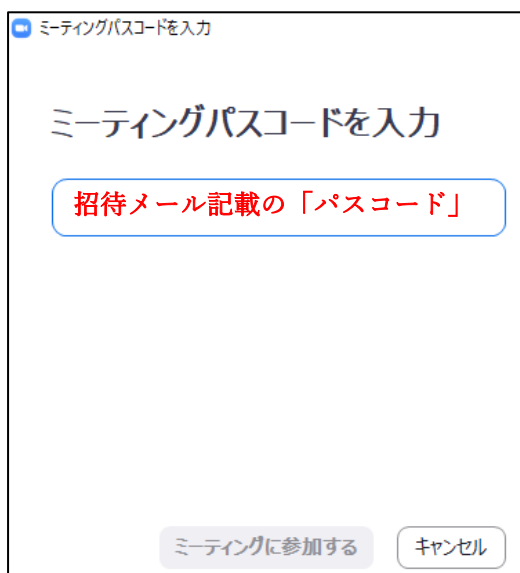 ミーティングパスコードを入力
ミーティングパスコードを入力
招待メール記載の「パスコード」
ミーティングに参加する
キャンセル